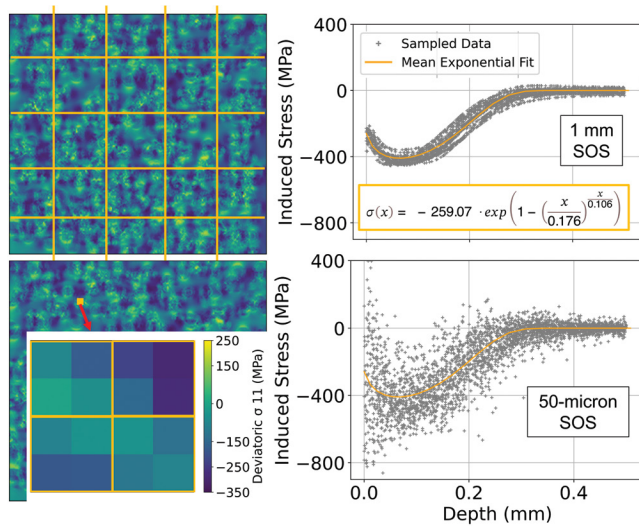 400
0
−400
−800
Induced Stress (MPa)
Sampled Data
Mean Exponential Fit
1 mm
SOS
σ(x) = − 259.07 · exp(1 − (x/0.176)^(x/0.106))
250
150
0
−150
−250
−350
Deviatoric σ 11 (MPa)
400
0
−400
−800
Induced Stress (MPa)
50-micron
SOS
0.0
0.2
0.4
Depth (mm)